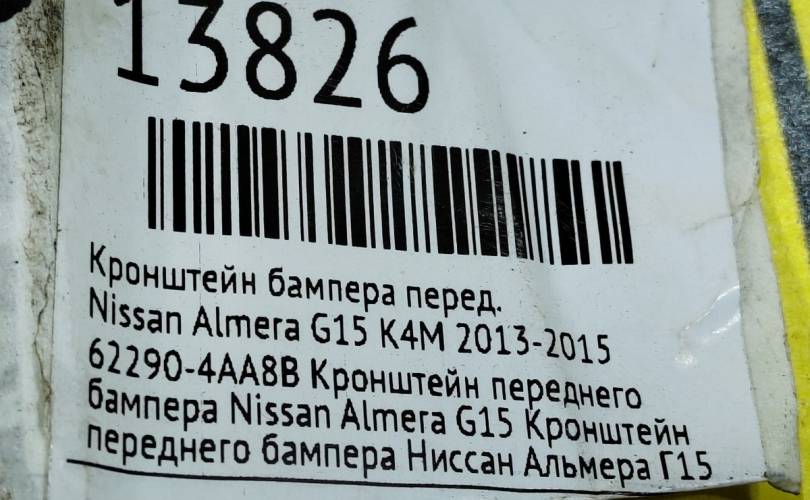 13826
Кронштейн бампера перед.
Nissan Almera G15 K4M 2013-2015
62290-4AA8B Кронштейн переднего
бампера Nissan Almera G15 Кронштейн
переднего бампера Ниссан Альмера Г15